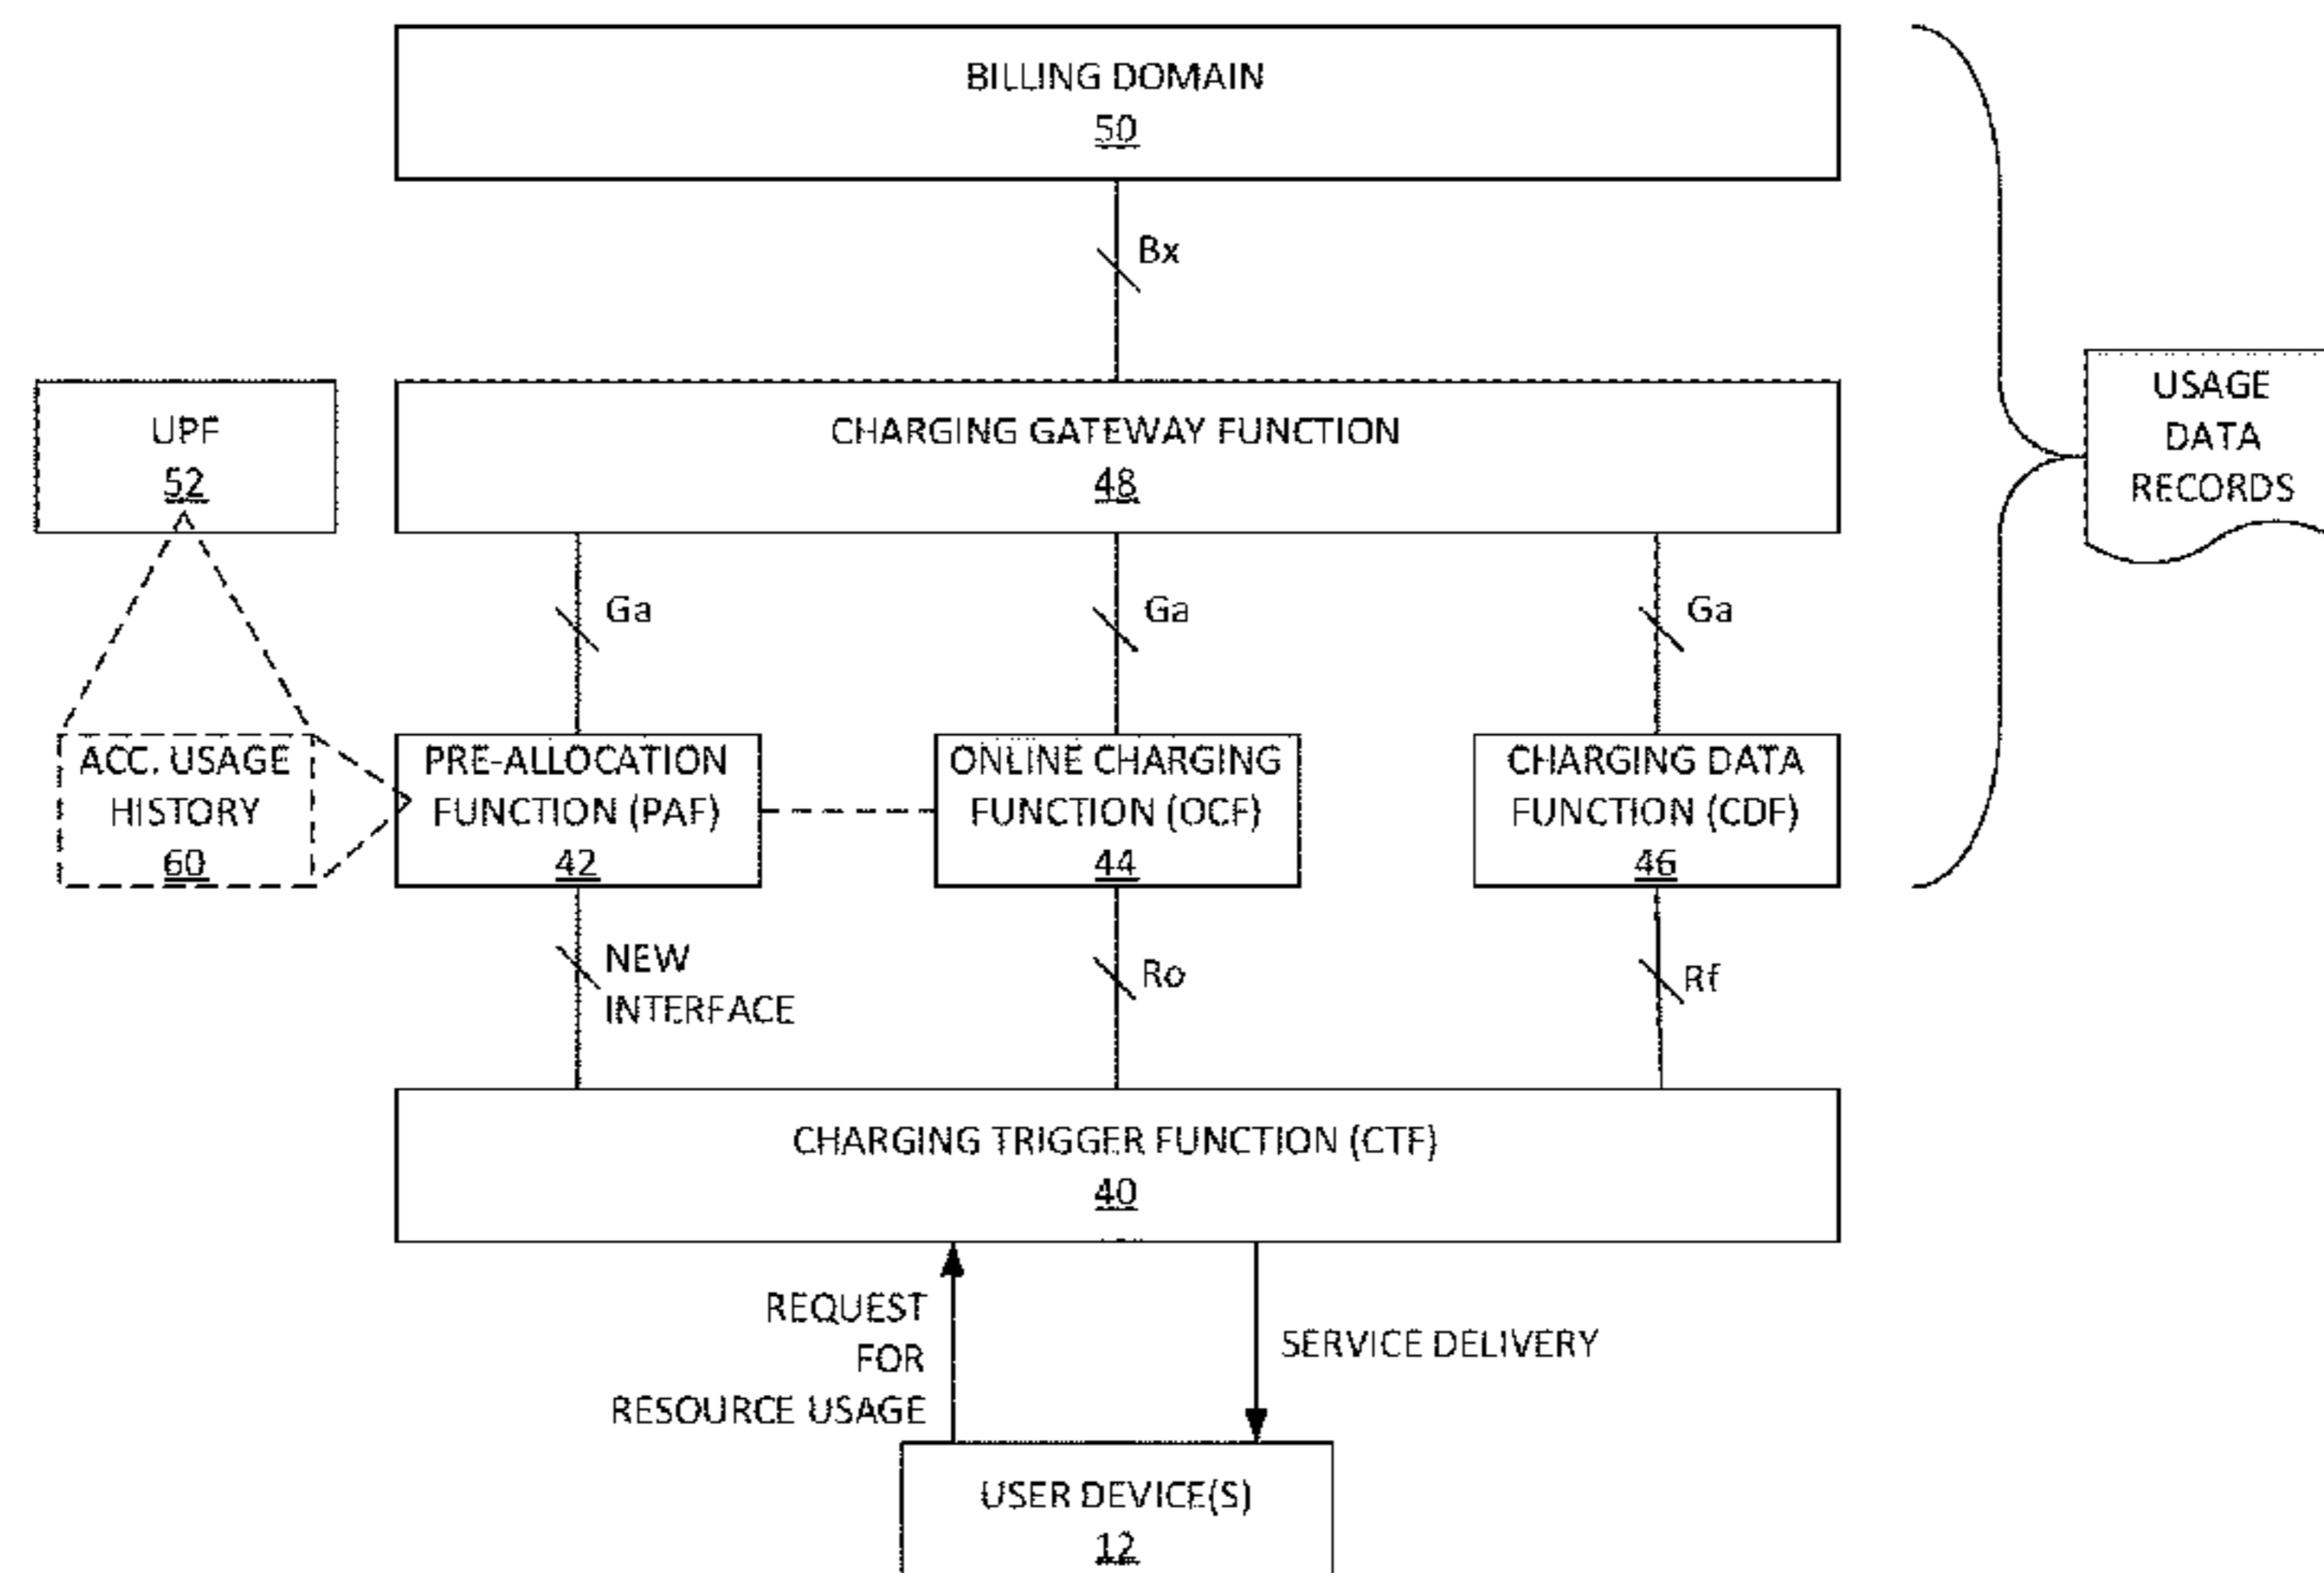 BILLING DOMAIN
50
Bx
UPF
52
CHARGING GATEWAY FUNCTION
48
USAGE
DATA
RECORDS
Ga
Ga
Ga
ACC. USAGE
HISTORY
60
PRE-ALLOCATION
FUNCTION (PAF)
42
ONLINE CHARGING
FUNCTION (OCF)
44
CHARGING DATA
FUNCTION (CDF)
46
NEW
INTERFACE
Ro
Rf
CHARGING TRIGGER FUNCTION (CTF)
40
REQUEST
FOR
RESOURCE USAGE
SERVICE DELIVERY
USER DEVICE(S)
12